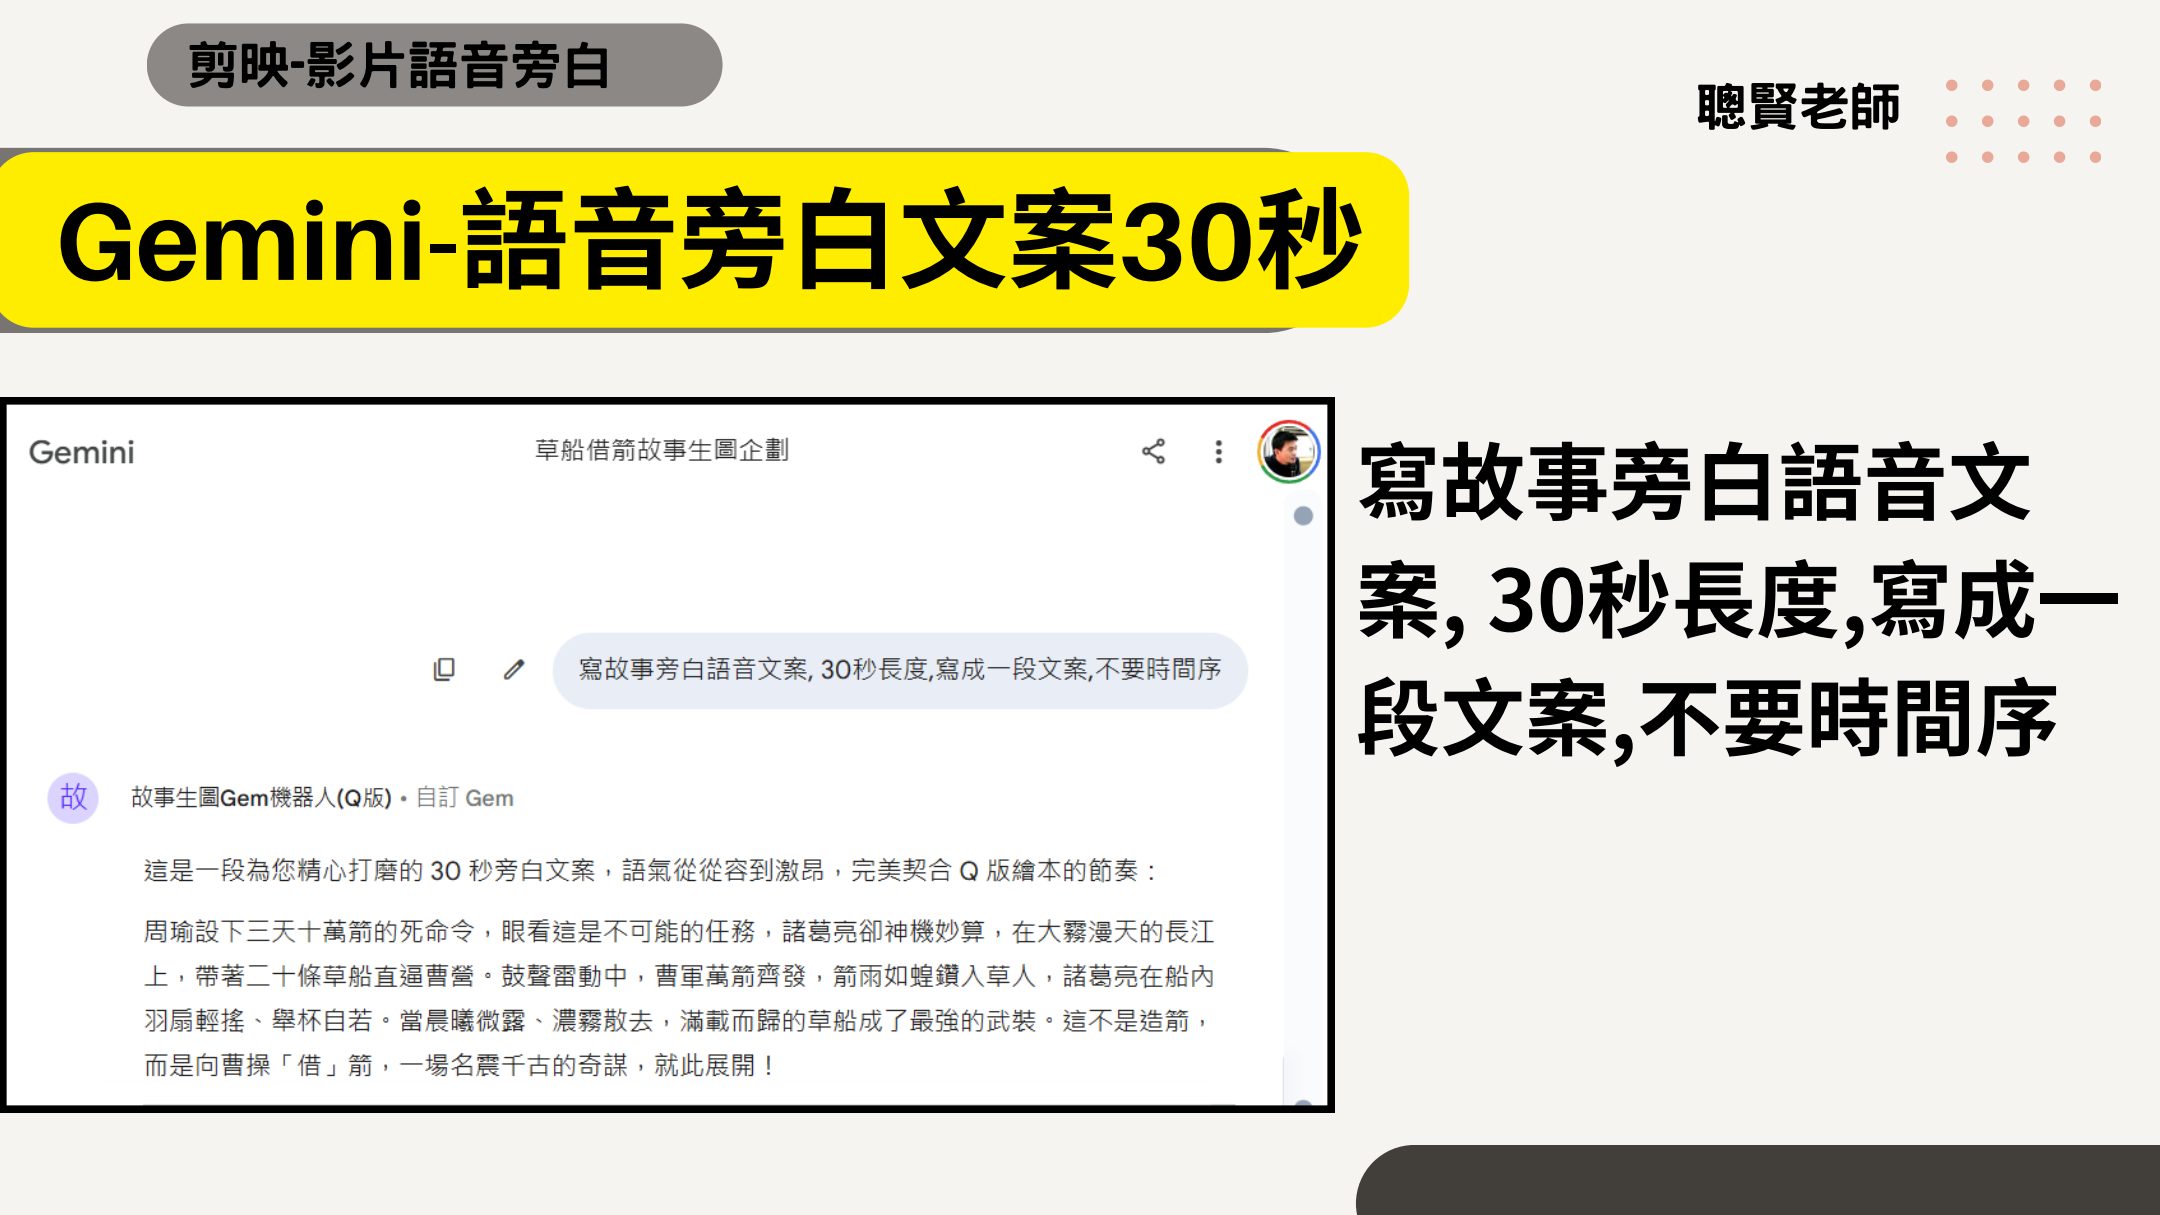 剪映-影片語音旁白
聰賢老師
Gemini-語音旁白文案30秒
Gemini
草船借箭故事生圖企劃
寫故事旁白語音文案, 30秒長度,寫成一段文案,不要時間序
故
故事生圖Gem機器人(Q版) • 自訂 Gem
這是一段為您精心打磨的 30 秒旁白文案，語氣從從容到激昂，完美契合 Q 版繪本的節奏：
周瑜設下三天十萬箭的死命令，眼看這是不可能的任務，諸葛亮卻神機妙算，在大霧漫天的長江
上，帶著二十條草船直逼曹營。鼓聲雷動中，曹軍萬箭齊發，箭雨如蝗鑽入草人，諸葛亮在船內
羽扇輕搖、舉杯自若。當晨曦微露、濃霧散去，滿載而歸的草船成了最強的武裝。這不是造箭，
而是向曹操「借」箭，一場名震千古的奇謀，就此展開！
寫故事旁白語音文
案, 30秒長度,寫成一
段文案,不要時間序